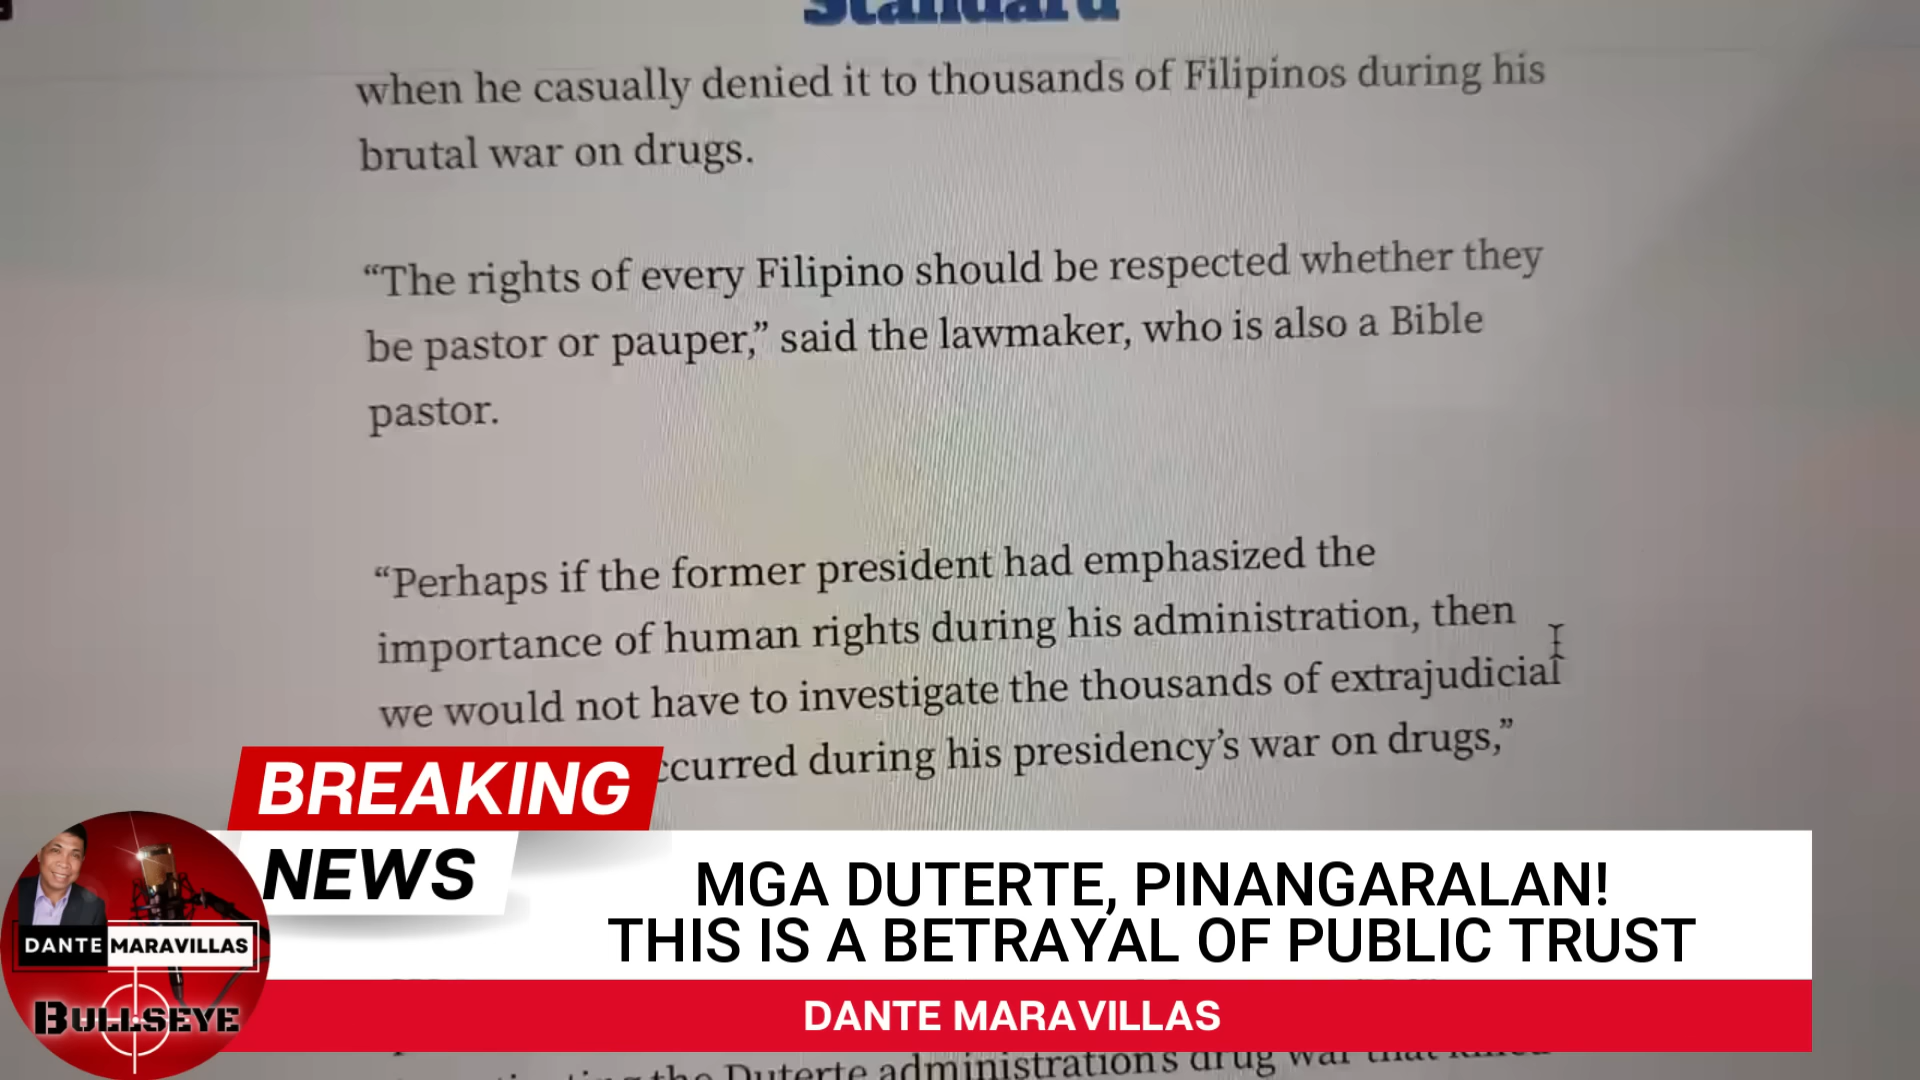 Standard
when he casually denied it to thousands of Filipinos during his
brutal war on drugs.
“The rights of every Filipino should be respected whether they
be pastor or pauper,” said the lawmaker, who is also a Bible
pastor.
“Perhaps if the former president had emphasized the
importance of human rights during his administration, then
we would not have to investigate the thousands of extrajudicial
ccurred during his presidency’s war on drugs,”
BREAKING
NEWS
MGA DUTERTE, PINANGARALAN!
THIS IS A BETRAYAL OF PUBLIC TRUST
DANTE MARAVILLAS
BULLSEYE
DANTE MARAVILLAS
the Duterte administration's drug war that